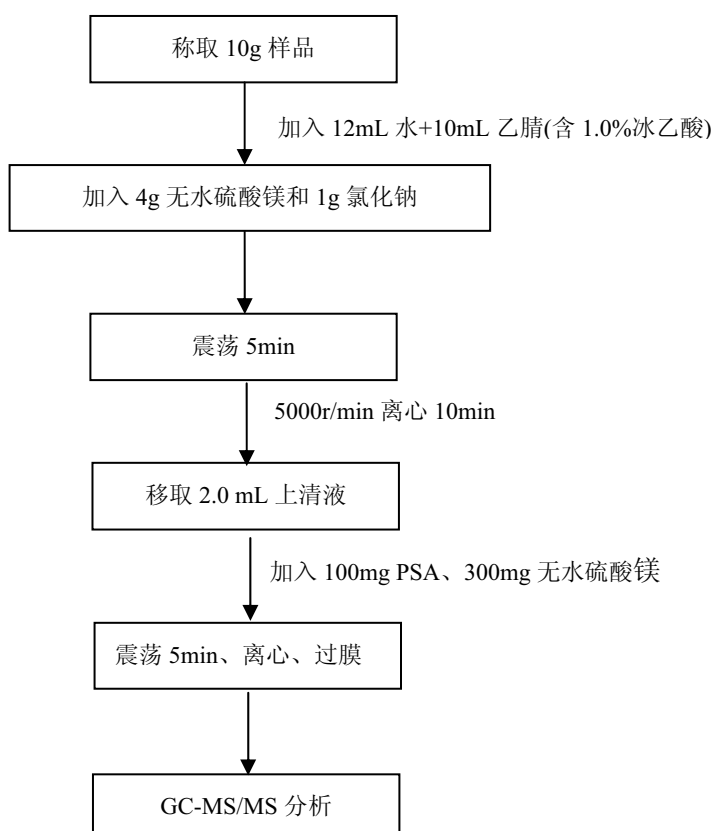 称取 10g 样品
加入 12mL 水+10mL 乙腈(含 1.0%冰乙酸)
加入 4g 无水硫酸镁和 1g 氯化钠
震荡 5min
5000r/min 离心 10min
移取 2.0 mL 上清液
加入 100mg PSA、300mg 无水硫酸镁
震荡 5min、离心、过膜
GC-MS/MS 分析